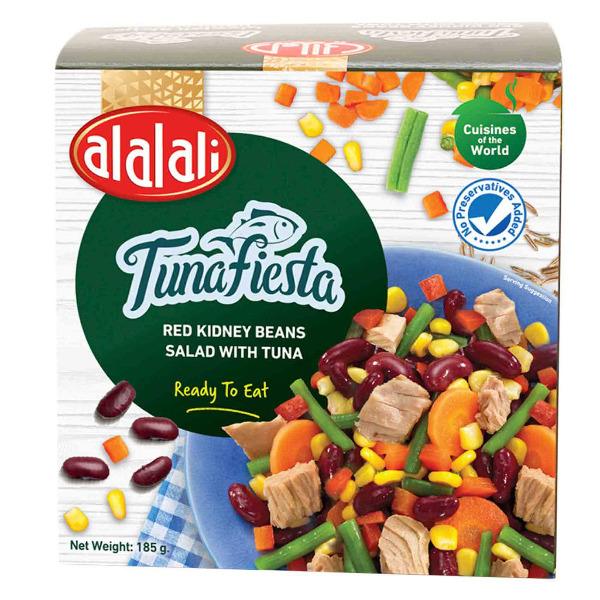 alalali
Tunafiesta
RED KIDNEY BEANS
SALAD WITH TUNA
Ready To Eat
Cuisines
of the
World
No Preservatives Added
Serving Suggestion
Net Weight: 185 g.